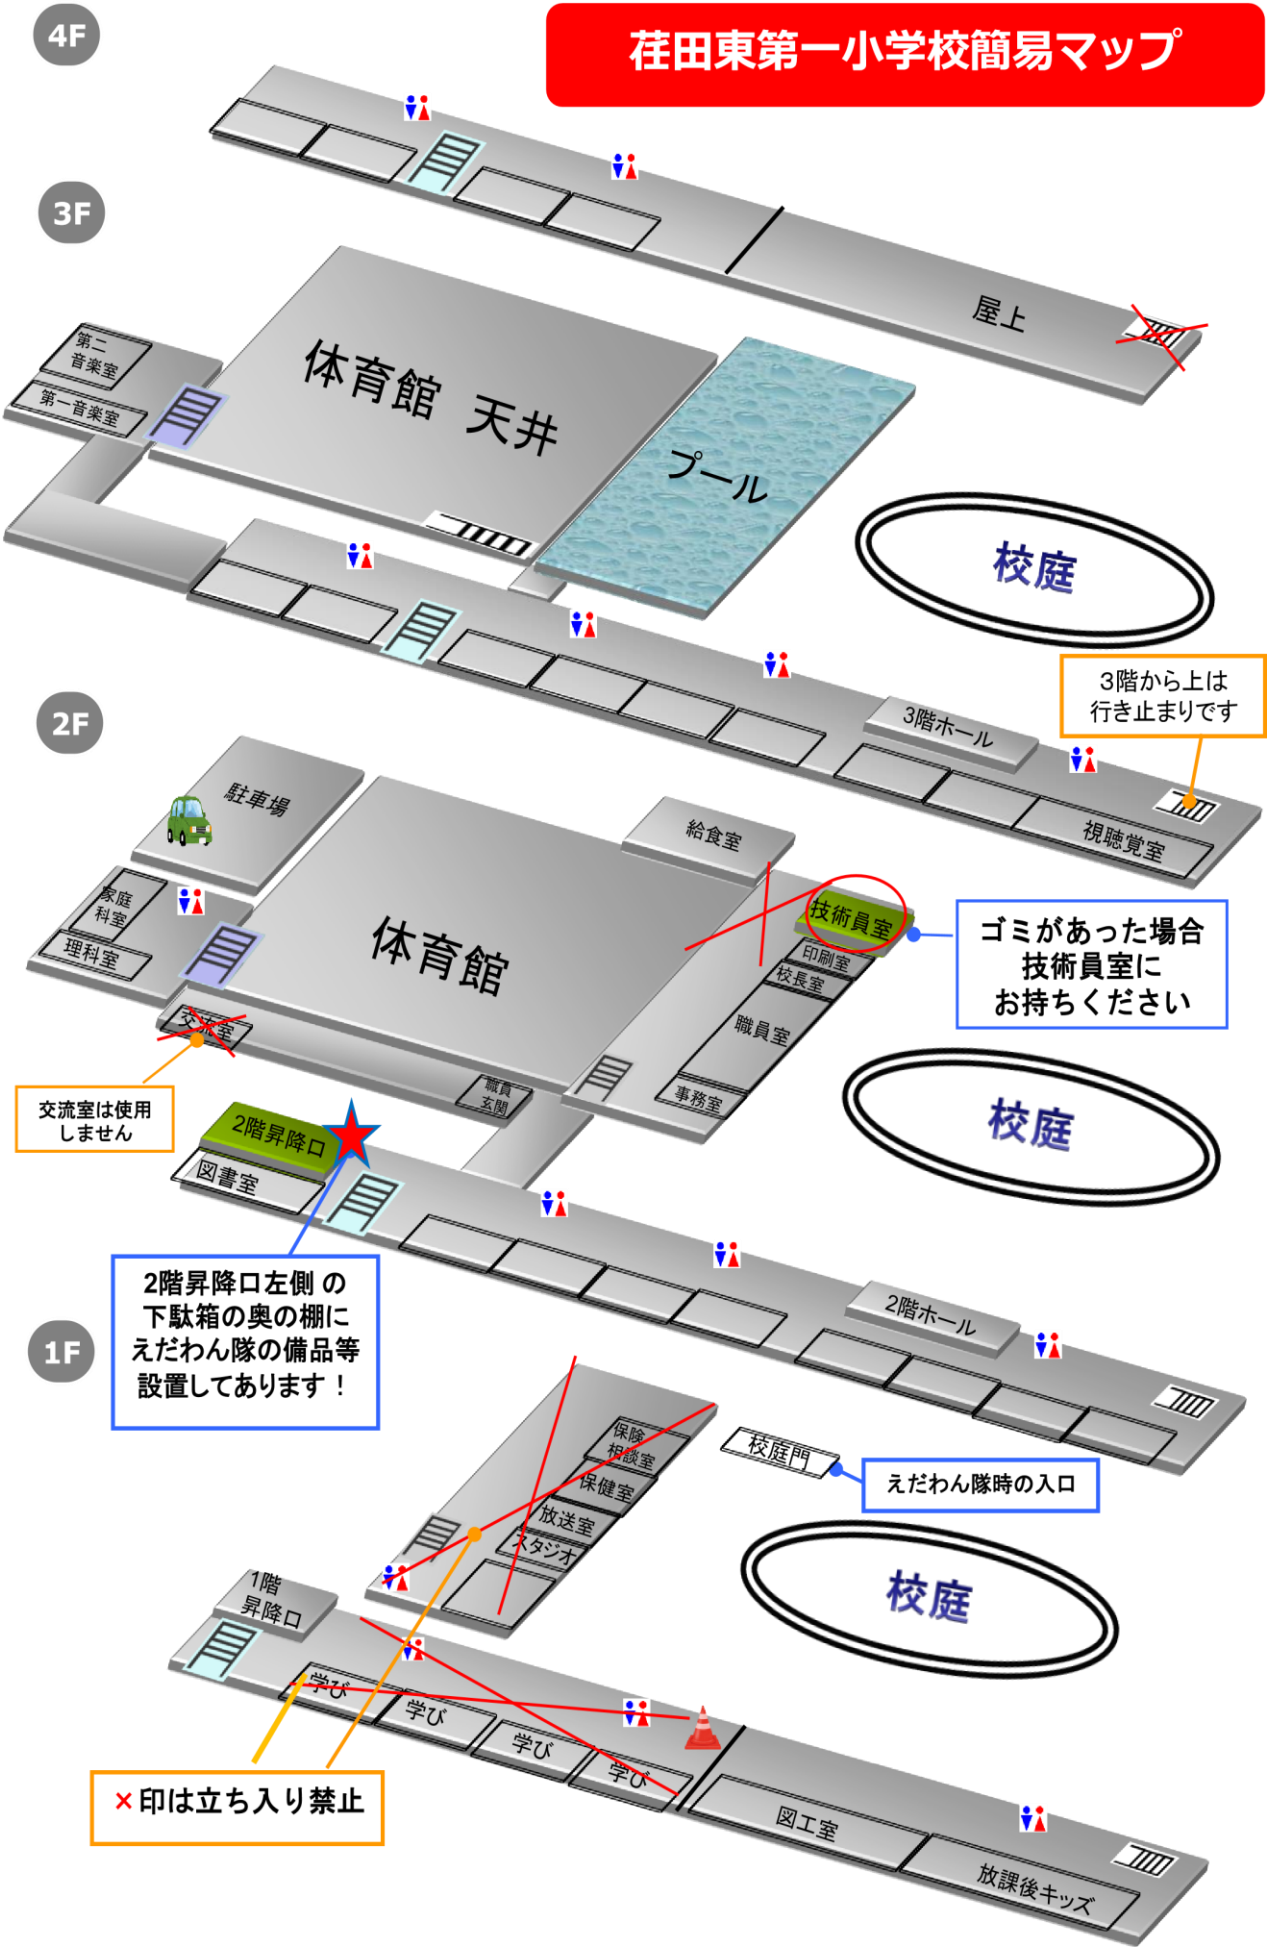 4F
荏田東第一小学校簡易マップ
屋上
3F
第二
音楽室
第一音楽室
体育館 天井
プール
校庭
3階から上は
行き止まりです
3階ホール
視聴覚室
2F
駐車場
家庭
科室
理科室
体育館
給食室
技術員室
印刷室
校長室
職員室
事務室
ゴミがあった場合
技術員室に
お持ちください
交流室
交流室は使用
しません
職員
玄関
校庭
2階昇降口
図書室
2階昇降口左側 の
下駄箱の奥の棚に
えだわん隊の備品等
設置してあります！
2階ホール
1F
保険
相談室
保健室
放送室
スタジオ
校庭門
えだわん隊時の入口
校庭
1階
昇降口
学び
学び
学び
学び
×印は立ち入り禁止
図工室
放課後キッズ